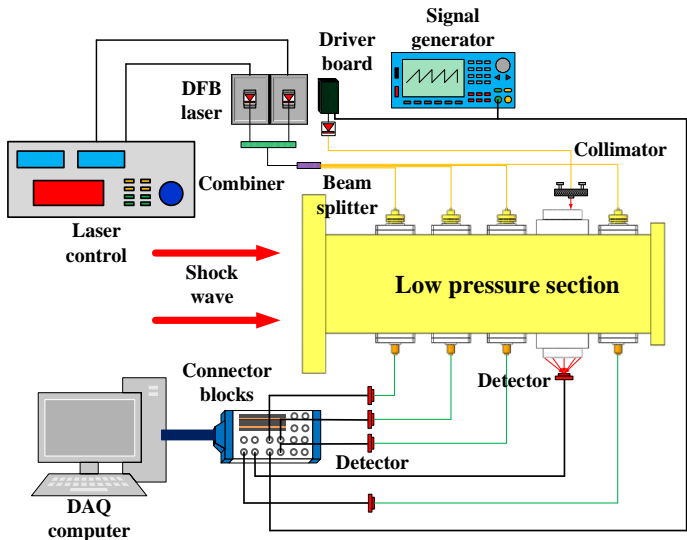 Signal
generator
Driver
board
DFB
laser
Collimator
Combiner
Beam
splitter
Laser
control
Shock
wave
Low pressure section
Connector
blocks
Detector
Detector
DAQ
computer